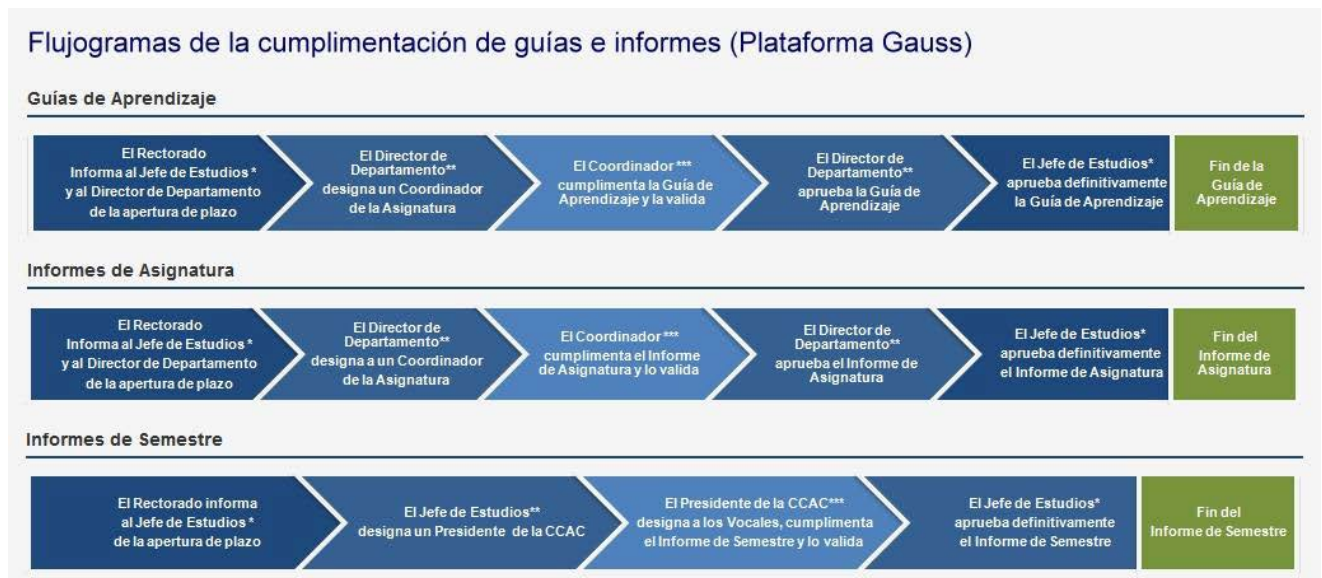 Flujogramas de la cumplimentación de guías e informes (Plataforma Gauss)
Guías de Aprendizaje
El Rectorado
Informa al Jefe de Estudios *
y al Director de Departamento
de la apertura de plazo
El Director de
Departamento**
designa un Coordinador
de la Asignatura
El Coordinador ***
cumplimenta la Guía de
Aprendizaje y la valida
El Director de
Departamento**
aprueba la Guía de
Aprendizaje
El Jefe de Estudios*
aprueba definitivamente
la Guía de Aprendizaje
Fin de la
Guía de
Aprendizaje
Informes de Asignatura
El Rectorado
Informa al Jefe de Estudios *
y al Director de Departamento
de la apertura de plazo
El Director de
Departamento**
designa a un Coordinador
de la Asignatura
El Coordinador ***
cumplimenta el Informe
de Asignatura y lo valida
El Director de
Departamento**
aprueba el Informe de
Asignatura
El Jefe de Estudios*
aprueba definitivamente
el Informe de Asignatura
Fin del
Informe de
Asignatura
Informes de Semestre
El Rectorado informa
al Jefe de Estudios *
de la apertura de plazo
El Jefe de Estudios**
designa un Presidente de la CCAC
El Presidente de la CCAC***
designa a los Vocales, cumplimenta
el Informe de Semestre y lo valida
El Jefe de Estudios*
aprueba definitivamente
el Informe de Semestre
Fin del
Informe de Semestre